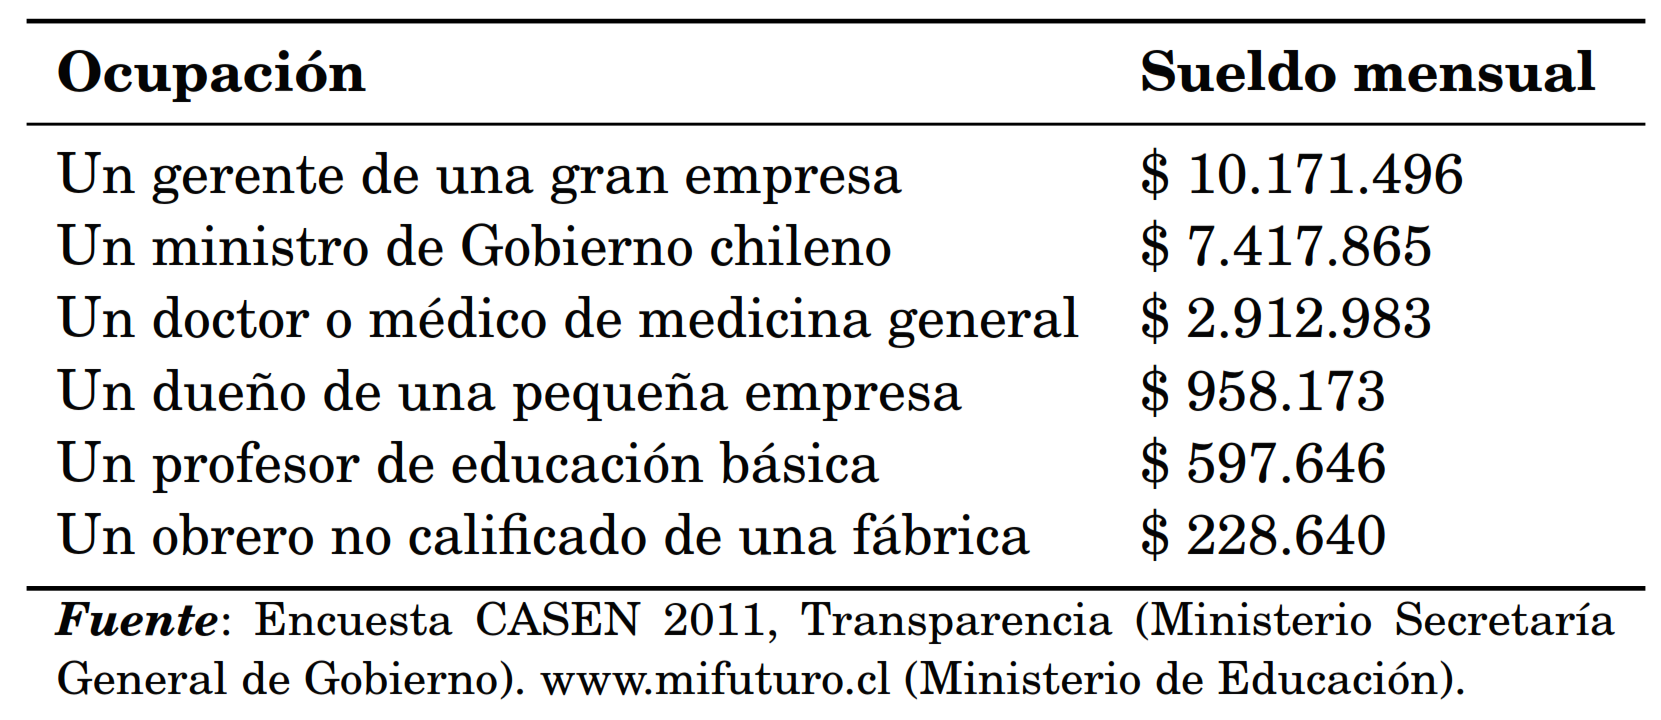 Ocupación Sueldo mensual
Un gerente de una gran empresa $ 10.171.496
Un ministro de Gobierno chileno $ 7.417.865
Un doctor o médico de medicina general $ 2.912.983
Un dueño de una pequeña empresa $ 958.173
Un profesor de educación básica $ 597.646
Un obrero no calificado de una fábrica $ 228.640
Fuente: Encuesta CASEN 2011, Transparencia (Ministerio Secretaría
General de Gobierno). www.mifuturo.cl (Ministerio de Educación).